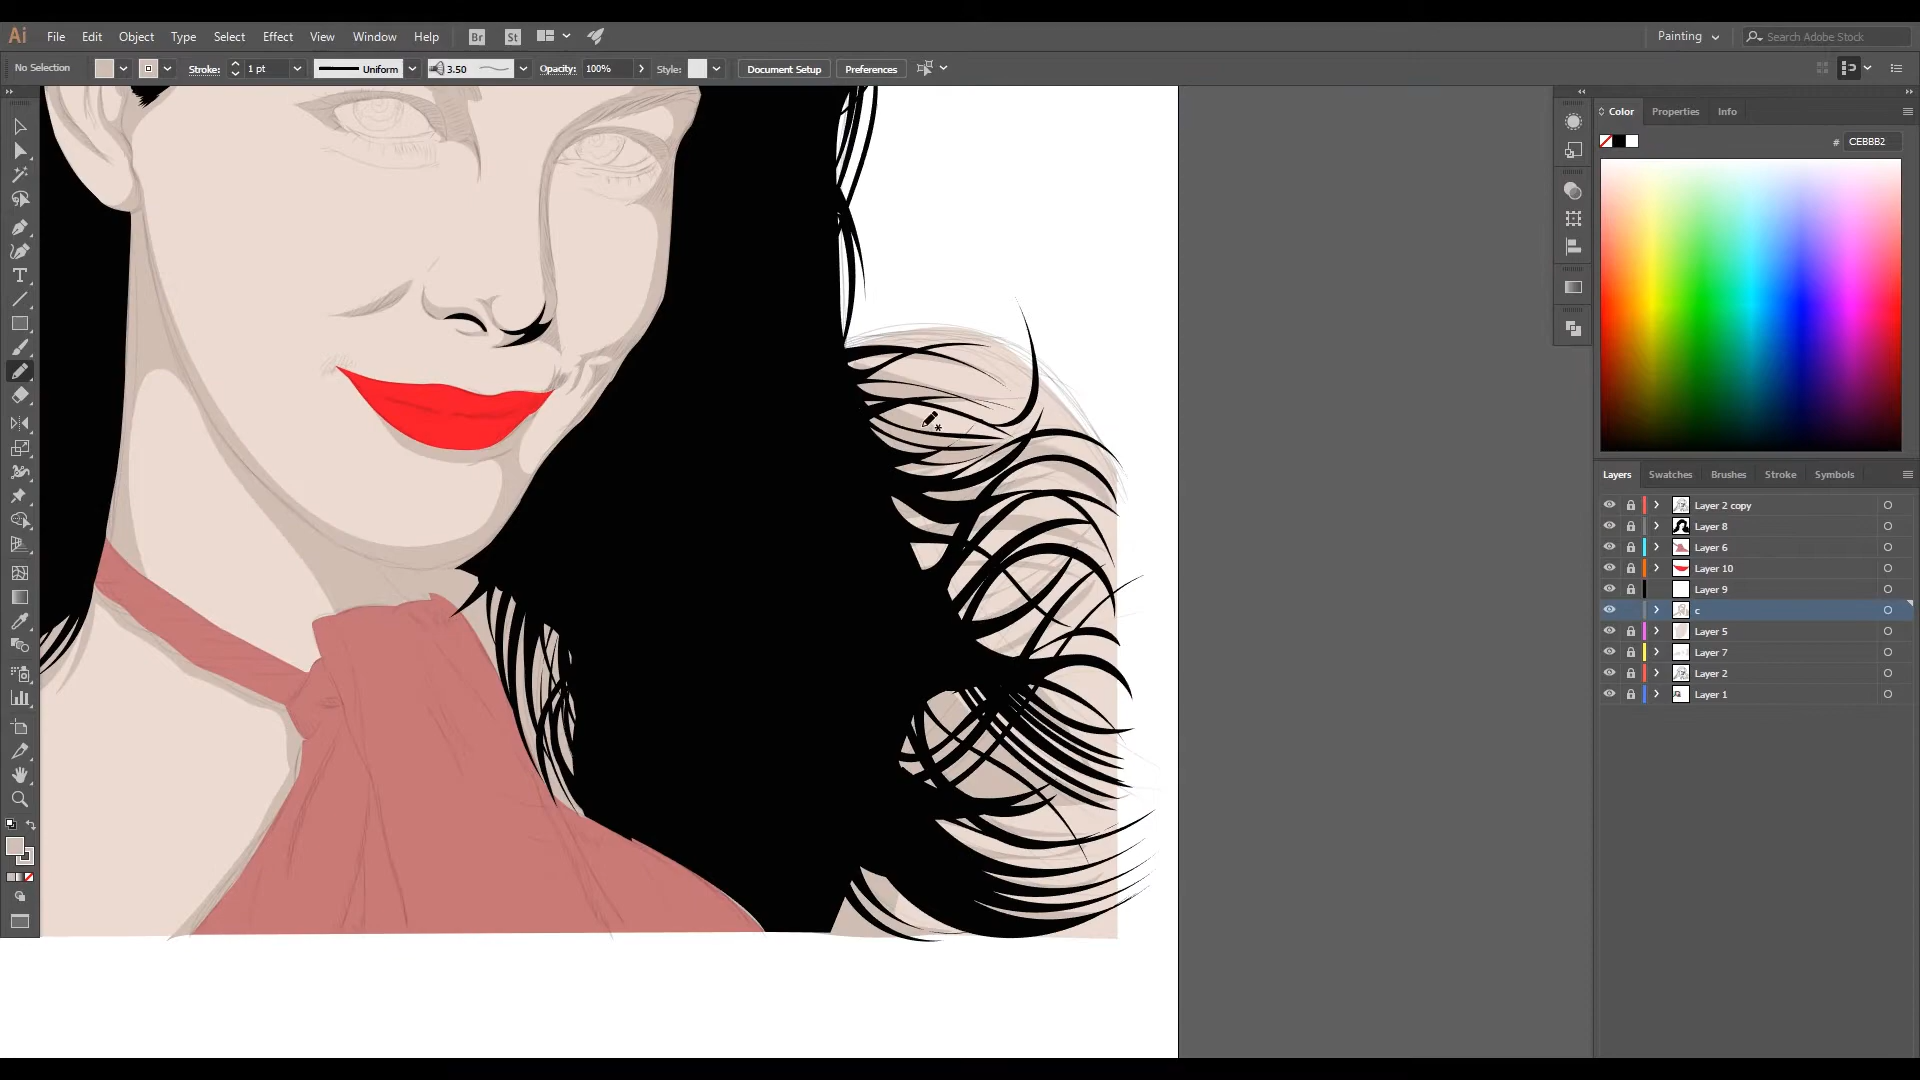 Ai File Edit Object Type Select Effect View Window Help Br St Painting Search Adobe Stock
No Selection Stroke: 1 pt Uniform 3.50 Opacity: 100% Style: Document Setup Preferences
Color Properties Info
# CEBBB2
Layers Swatches Brushes Stroke Symbols
Layer 2 copy
Layer 8
Layer 6
Layer 10
Layer 9
c
Layer 5
Layer 7
Layer 2
Layer 1